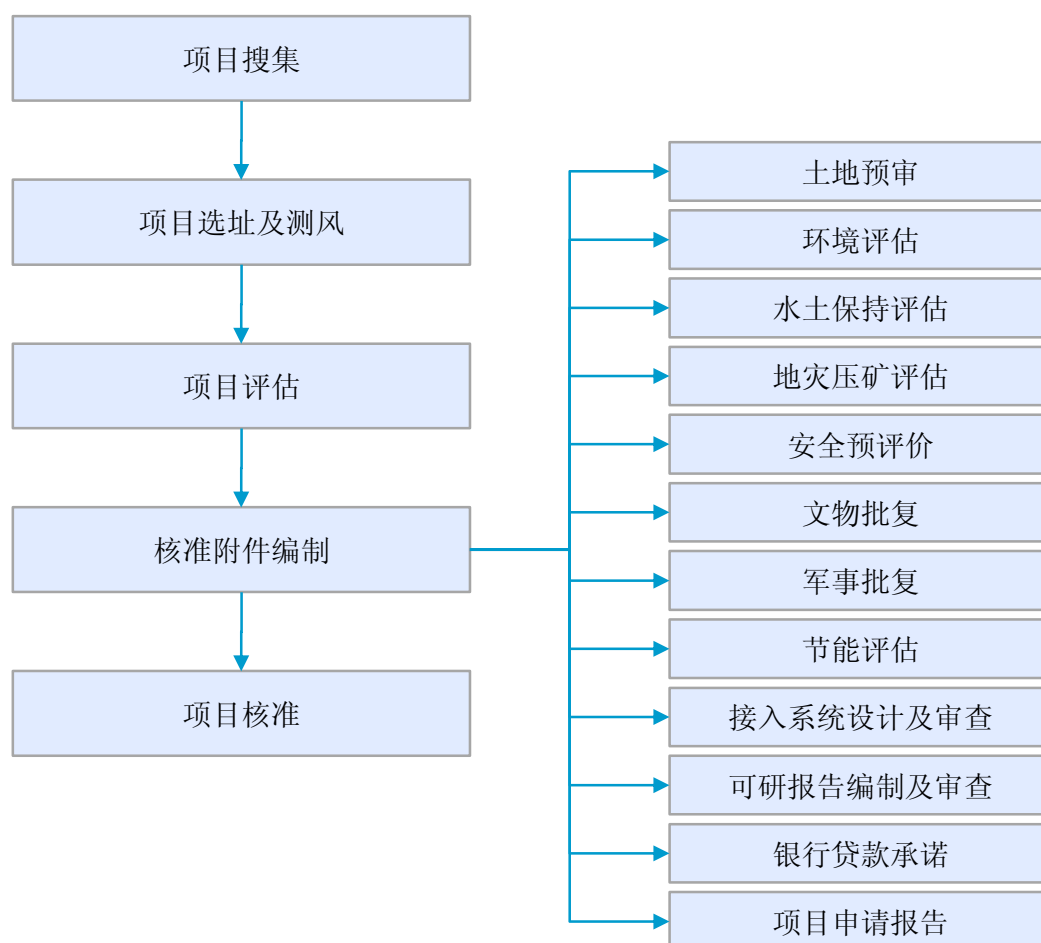 项目搜集
项目选址及测风
项目评估
核准附件编制
项目核准
土地预审
环境评估
水土保持评估
地灾压矿评估
安全预评价
文物批复
军事批复
节能评估
接入系统设计及审查
可研报告编制及审查
银行贷款承诺
项目申请报告